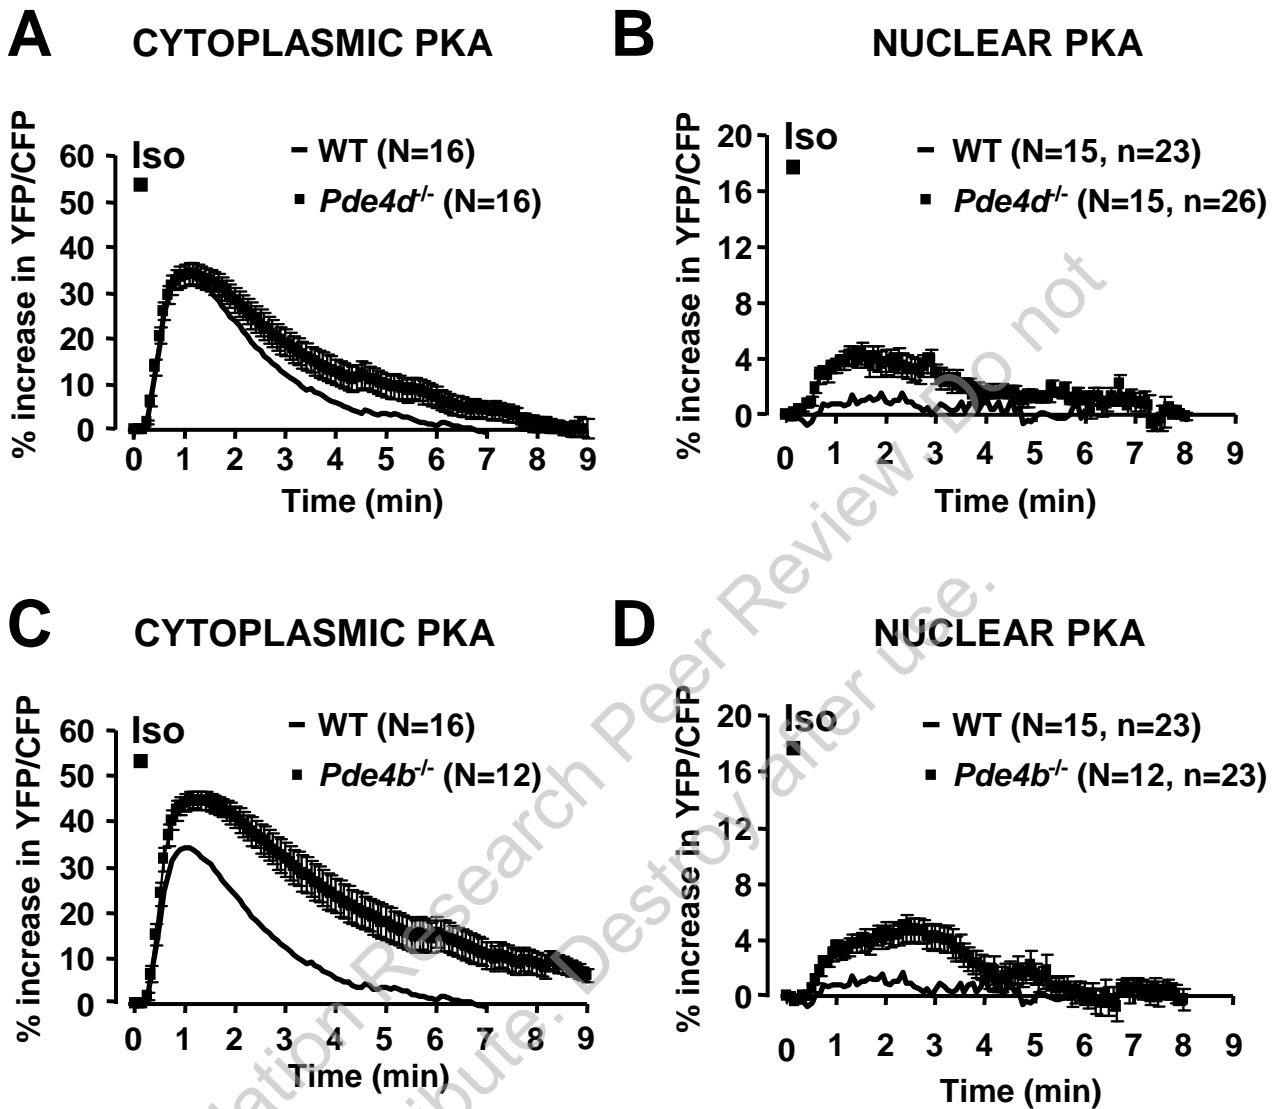 A
CYTOPLASMIC PKA
% increase in YFP/CFP
Iso
WT (N=16)
Pde4d-/- (N=16)
60
50
40
30
20
10
0
0 1 2 3 4 5 6 7 8 9
Time (min)
B
NUCLEAR PKA
% increase in YFP/CFP
Iso
WT (N=15, n=23)
Pde4d-/- (N=15, n=26)
20
16
12
8
4
0
0 1 2 3 4 5 6 7 8 9
Time (min)
C
CYTOPLASMIC PKA
% increase in YFP/CFP
Iso
WT (N=16)
Pde4b-/- (N=12)
60
50
40
30
20
10
0
0 1 2 3 4 5 6 7 8 9
Time (min)
D
NUCLEAR PKA
% increase in YFP/CFP
Iso
WT (N=15, n=23)
Pde4b-/- (N=12, n=23)
20
16
12
8
4
0
0 1 2 3 4 5 6 7 8 9
Time (min)
Research Peer Review. Do not
Destroy after use.